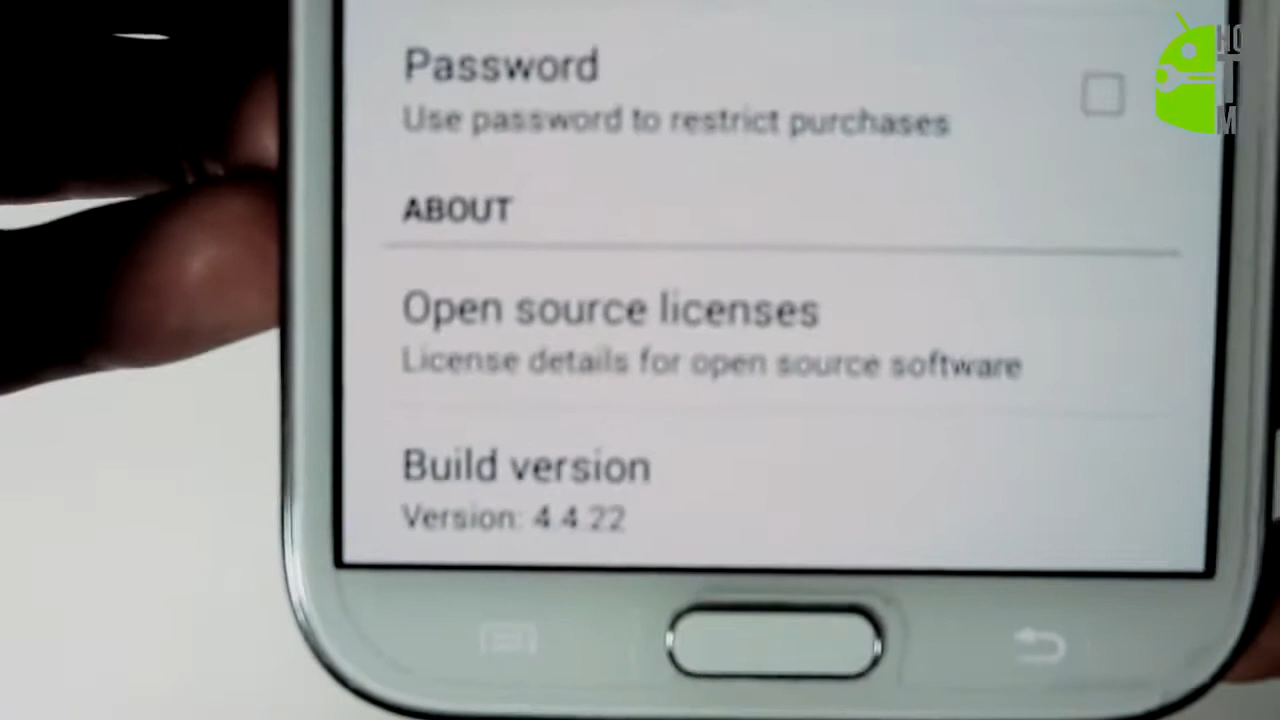 Password
Use password to restrict purchases
ABOUT
Open source licenses
License details for open source software
Build version
Version: 4.4.22